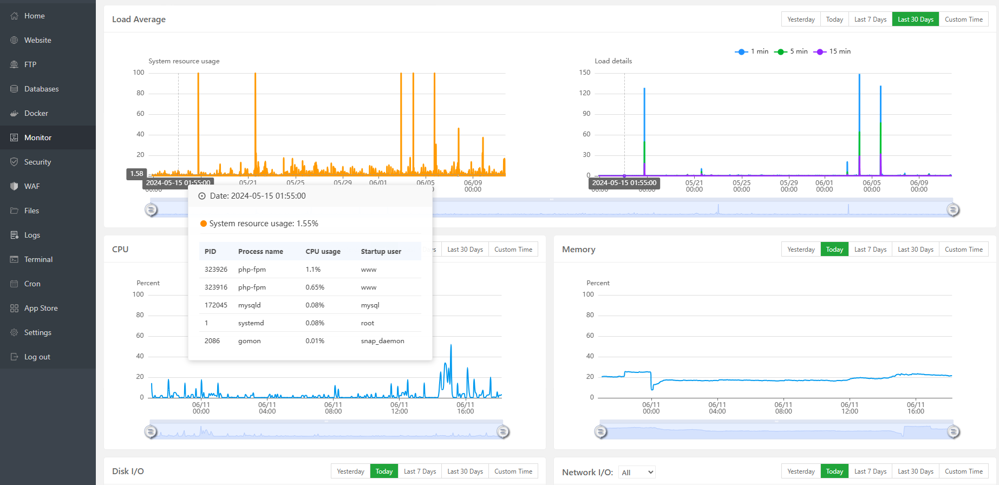 Home
Website
FTP
Databases
Docker
Monitor
Security
WAF
Files
Logs
Terminal
Cron
App Store
Settings
Log out
Load Average
Yesterday Today Last 7 Days Last 30 Days Custom Time
System resource usage
100
80
60
40
20
1.58
2024-05-15 01:55:00
05/21 05/25 05/29 06/01 06/05 06/09
00:00
1 min 5 min 15 min
Load details
150
120
90
60
30
0
2024-05-15 01:55:00
05/21 05/25 05/29 06/01 06/05 06/09
00:00 00:00 00:00 00:00 00:00 00:00
Date: 2024-05-15 01:55:00
System resource usage: 1.55%
PID Process name CPU usage Startup user
323926 php-fpm 1.1% www
323916 php-fpm 0.65% www
172045 mysqld 0.08% mysql
1 systemd 0.08% root
2086 gomon 0.01% snap_daemon
CPU
Last 30 Days Custom Time
Percent
100
80
60
40
20
0
06/11 06/11 06/11 06/11 06/11
00:00 04:00 08:00 12:00 16:00
Memory
Yesterday Today Last 7 Days Last 30 Days Custom Time
Percent
100
80
60
40
20
0
06/11 06/11 06/11 06/11 06/11
00:00 04:00 08:00 12:00 16:00
Disk I/O
Yesterday Today Last 7 Days Last 30 Days Custom Time
Network I/O: All
Yesterday Today Last 7 Days Last 30 Days Custom Time